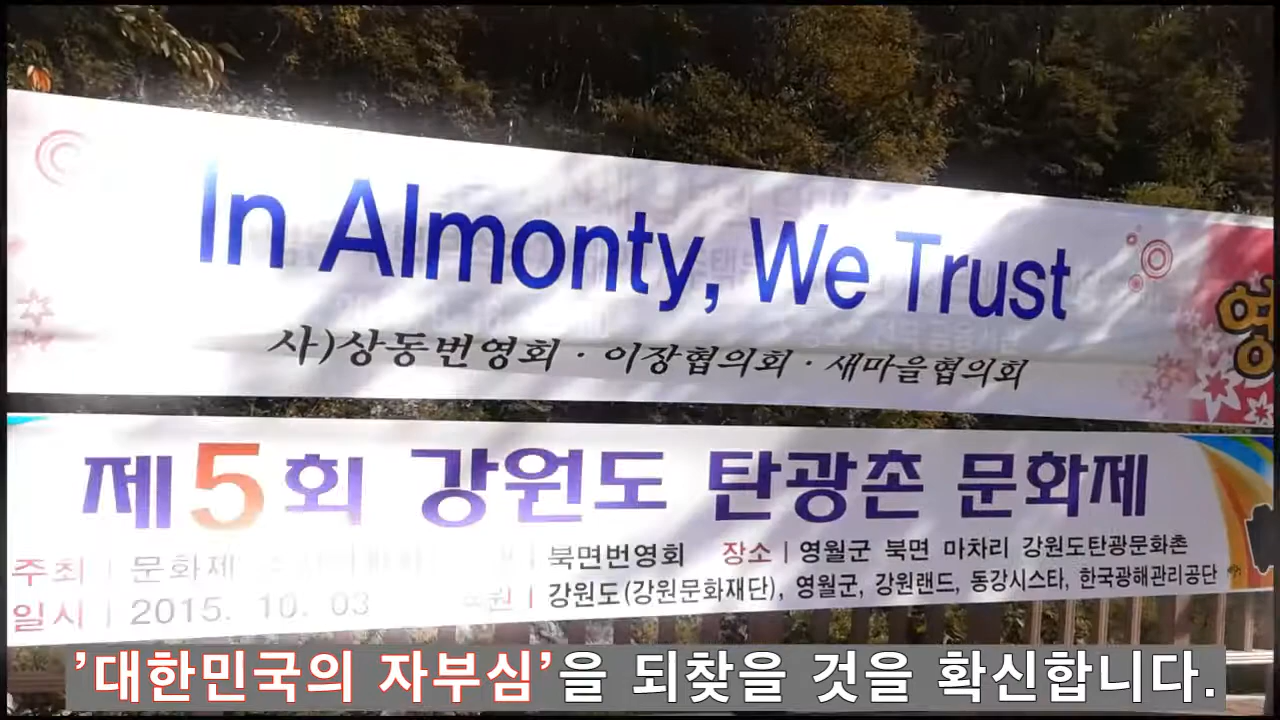 In Almonty, We Trust
영
사)상동번영회 · 이장협의회 · 새마을협의회
제5회 강원도 탄광촌 문화제
주최 | 문화제 | 북면번영회 장소 | 영월군 북면 마차리 강원도탄광문화촌
일시 | 2015. 10. 03 | 강원도(강원문화재단), 영월군, 강원랜드, 동강시스타, 한국광해관리공단
'대한민국의 자부심'을 되찾을 것을 확신합니다.